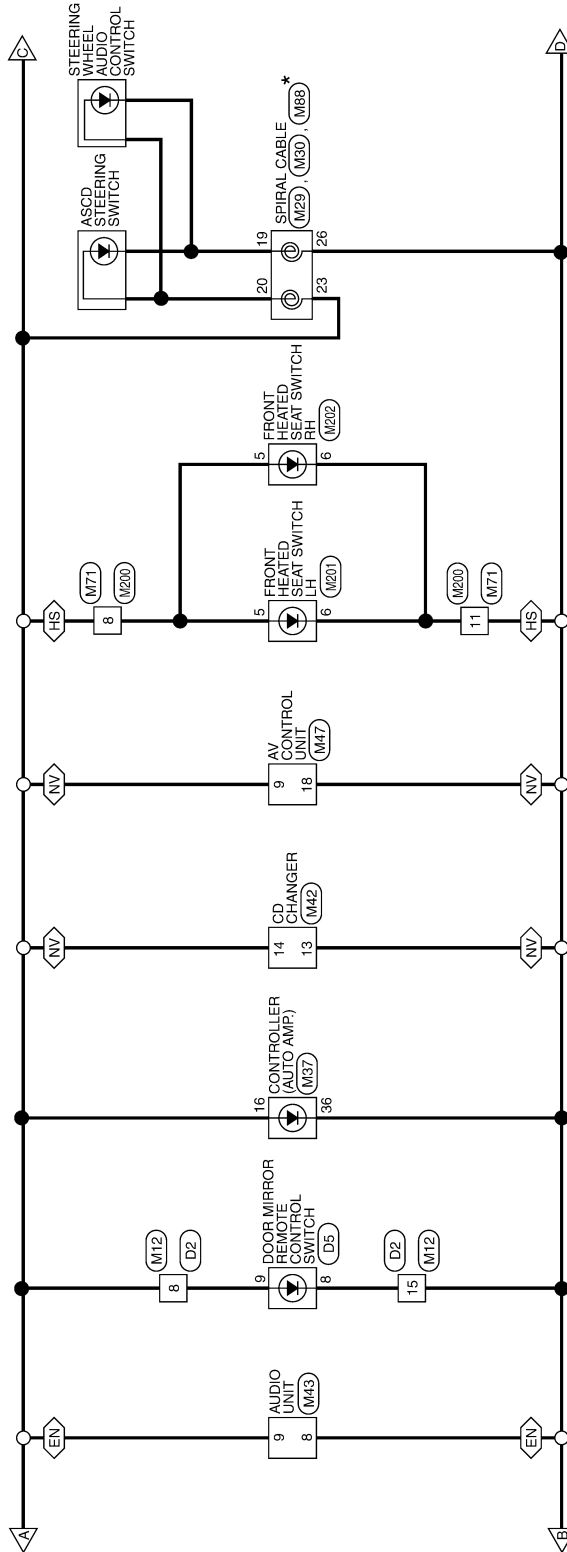 A
B
EN
AUDIO
UNIT
M43
9
8
EN
M12
D2
8
DOOR MIRROR
REMOTE
CONTROL
SWITCH
D5
9
8
D2
M12
15
CONTROLLER
(AUTO AMP.)
M37
16
36
NV
CD
CHANGER
M42
14
13
NV
NV
AV
CONTROL
UNIT
M47
9
18
NV
HS
M71
M200
8
FRONT
HEATED
SEAT SWITCH
LH
M201
5
6
M200
M71
11
HS
FRONT
HEATED
SEAT SWITCH
RH
M202
5
6
ASCD
STEERING
SWITCH
STEERING
WHEEL
AUDIO
CONTROL
SWITCH
SPIRAL CABLE
M29 , M30 , M88 *
20 19
23 26
C
D